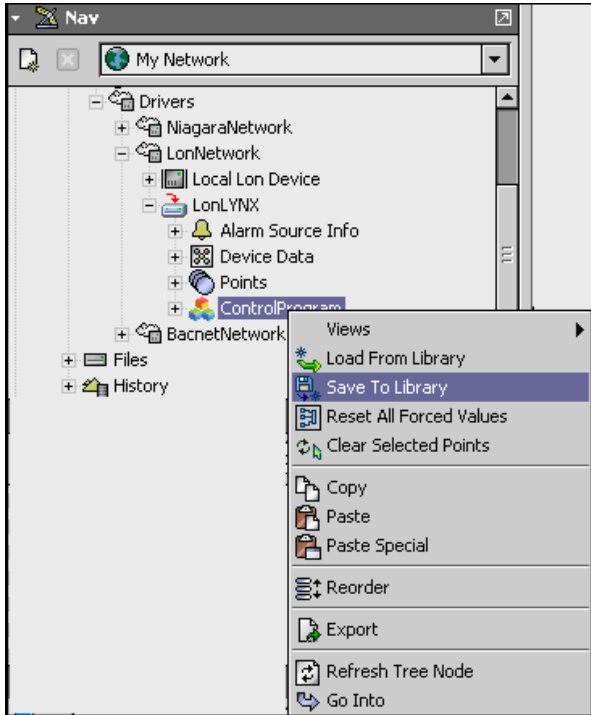 Nav
My Network
Drivers
NiagaraNetwork
LonNetwork
Local Lon Device
LonLYNX
Alarm Source Info
Device Data
Points
ControlProgram
BacnetNetwork
Files
History
Views
Load From Library
Save To Library
Reset All Forced Values
Clear Selected Points
Copy
Paste
Paste Special
Reorder
Export
Refresh Tree Node
Go Into